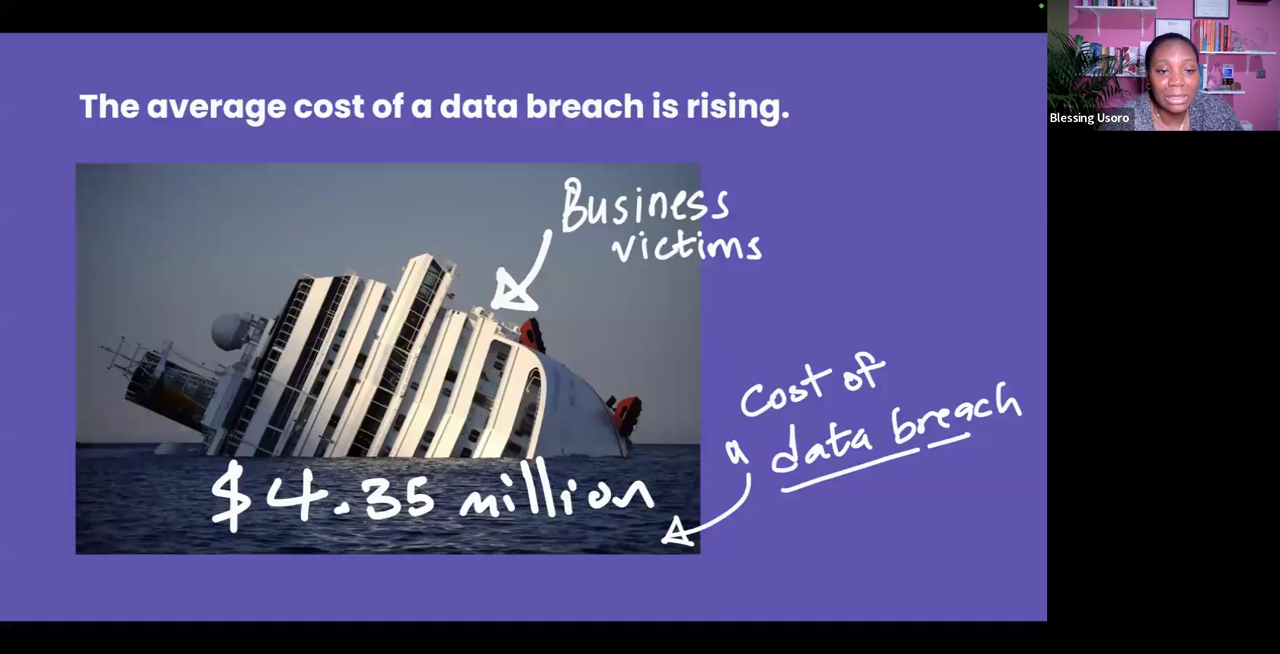 The average cost of a data breach is rising.
Blessing Usoro
Business
victims
cost of
a data breach
$4.35 million